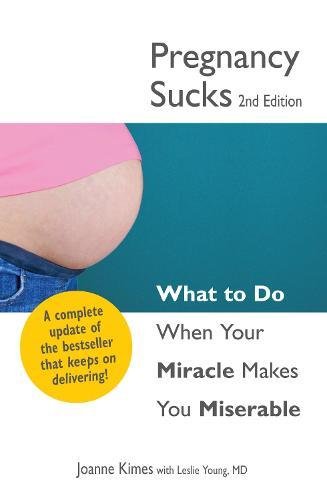 Pregnancy
Sucks 2nd Edition
What to Do
When Your
Miracle Makes
You Miserable
A complete
update of
the bestseller
that keeps on
delivering!
Joanne Kimes with Leslie Young, MD